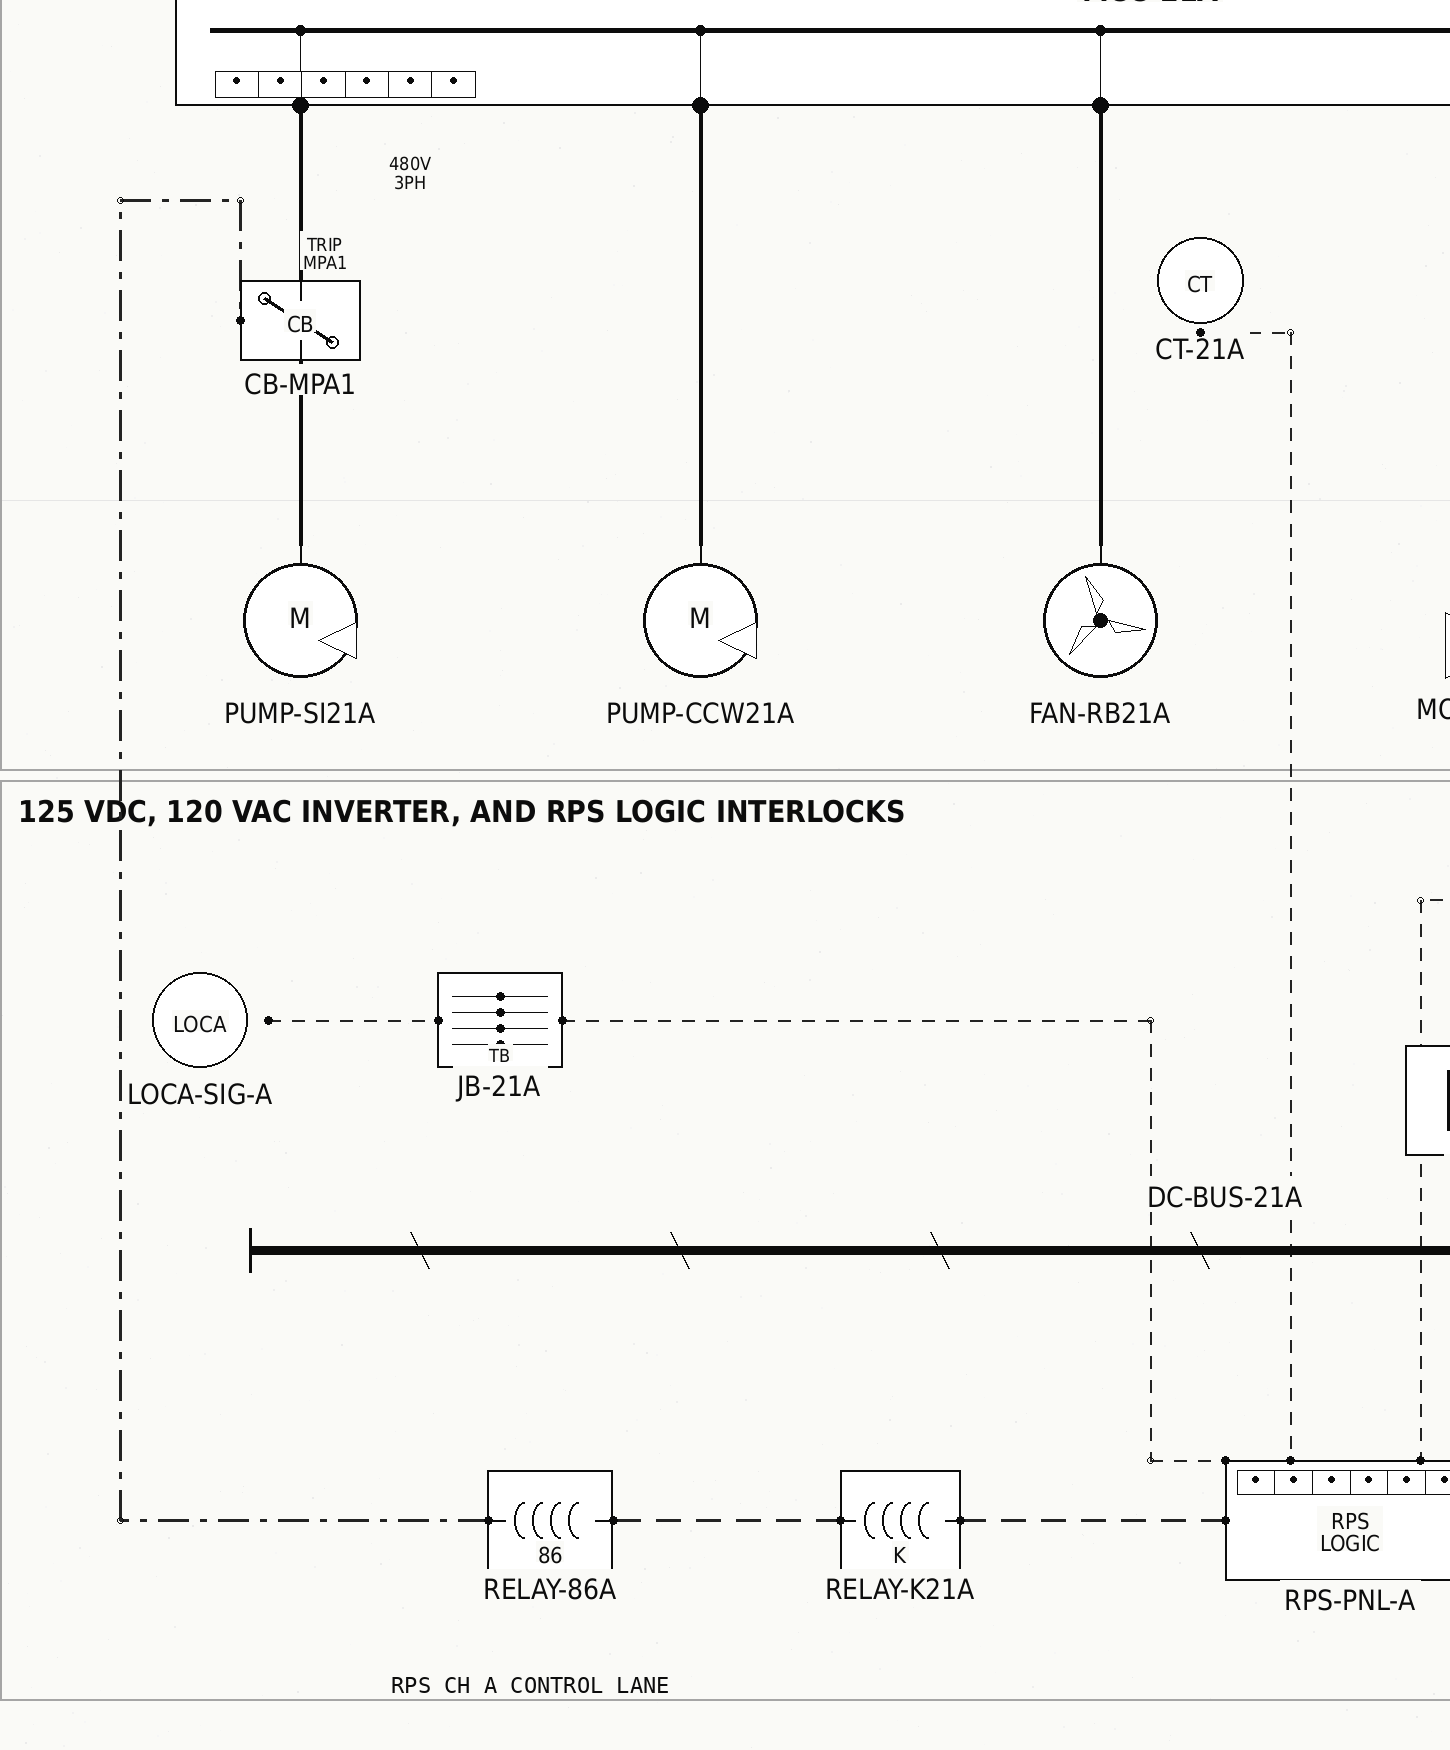 480V
3PH
TRIP
MPA1
CT
CB
CT-21A
CB-MPA1
M
M
PUMP-SI21A
PUMP-CCW21A
FAN-RB21A
125 VDC, 120 VAC INVERTER, AND RPS LOGIC INTERLOCKS
LOCA
TB
LOCA-SIG-A
JB-21A
DC-BUS-21A
RPS
LOGIC
86
K
RELAY-86A
RELAY-K21A
RPS-PNL-A
RPS CH A CONTROL LANE